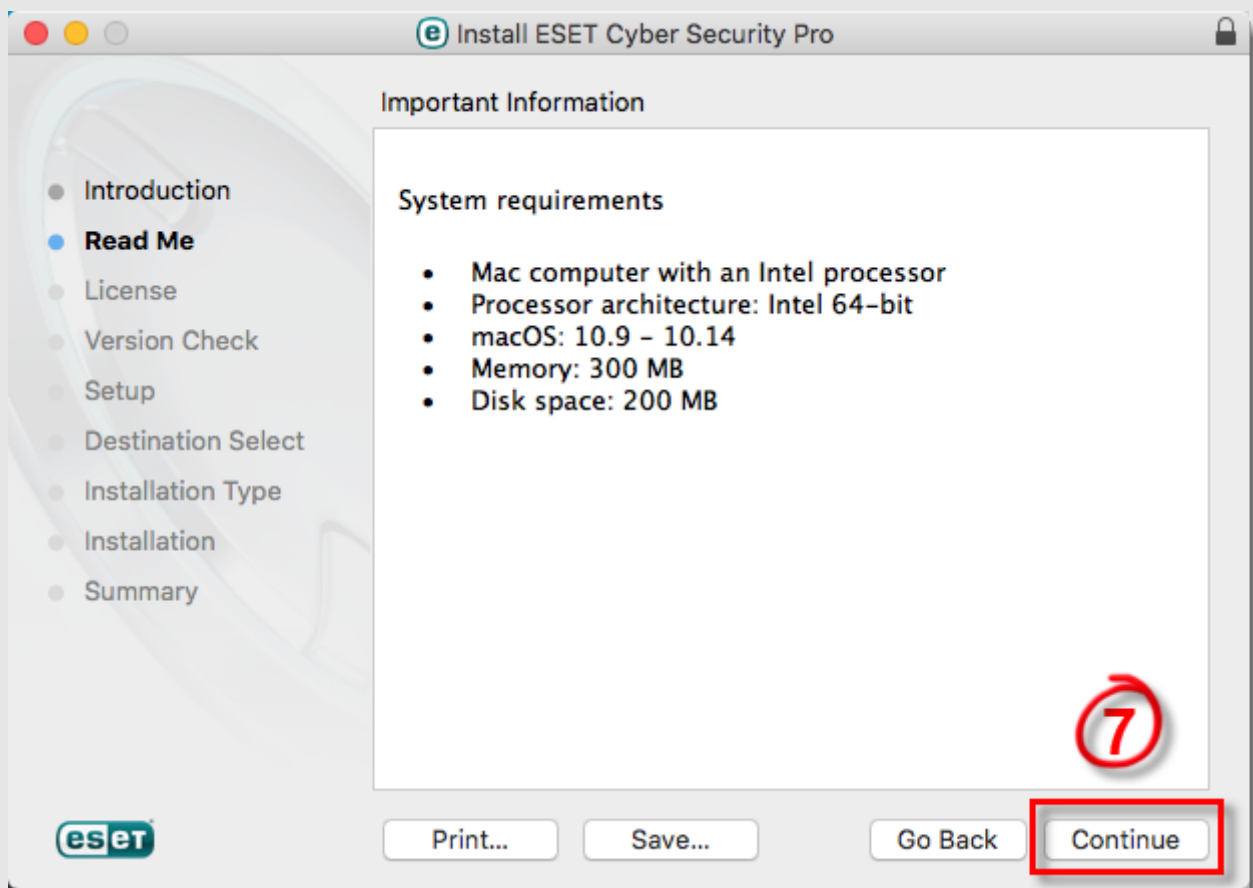 Install ESET Cyber Security Pro
Important Information
Introduction
Read Me
License
Version Check
Setup
Destination Select
Installation Type
Installation
Summary
System requirements
• Mac computer with an Intel processor
• Processor architecture: Intel 64-bit
• macOS: 10.9 – 10.14
• Memory: 300 MB
• Disk space: 200 MB
7
eseT
Print... Save... Go Back Continue